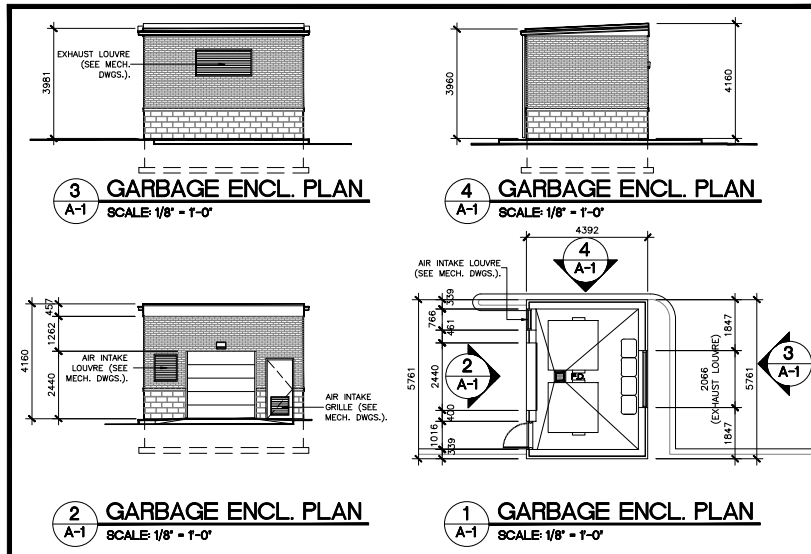 EXHAUST LOUVRE
(SEE MECH.
DWGS.).
3981
3
A-1
GARBAGE ENCL. PLAN
SCALE: 1/8" = 1'-0"
3960
4160
4
A-1
GARBAGE ENCL. PLAN
SCALE: 1/8" = 1'-0"
4160
457
1262
2440
AIR INTAKE
LOUVRE (SEE
MECH. DWGS.).
AIR INTAKE
GRILLE (SEE
MECH. DWGS.).
2
A-1
GARBAGE ENCL. PLAN
SCALE: 1/8" = 1'-0"
4392
AIR INTAKE LOUVRE
(SEE MECH. DWGS.).
4
A-1
5761
339
766
461
2440
400
1016
339
2
A-1
F.D.
1847
2066
(EXHAUST LOUVRE)
1847
5761
3
A-1
1
A-1
GARBAGE ENCL. PLAN
SCALE: 1/8" = 1'-0"